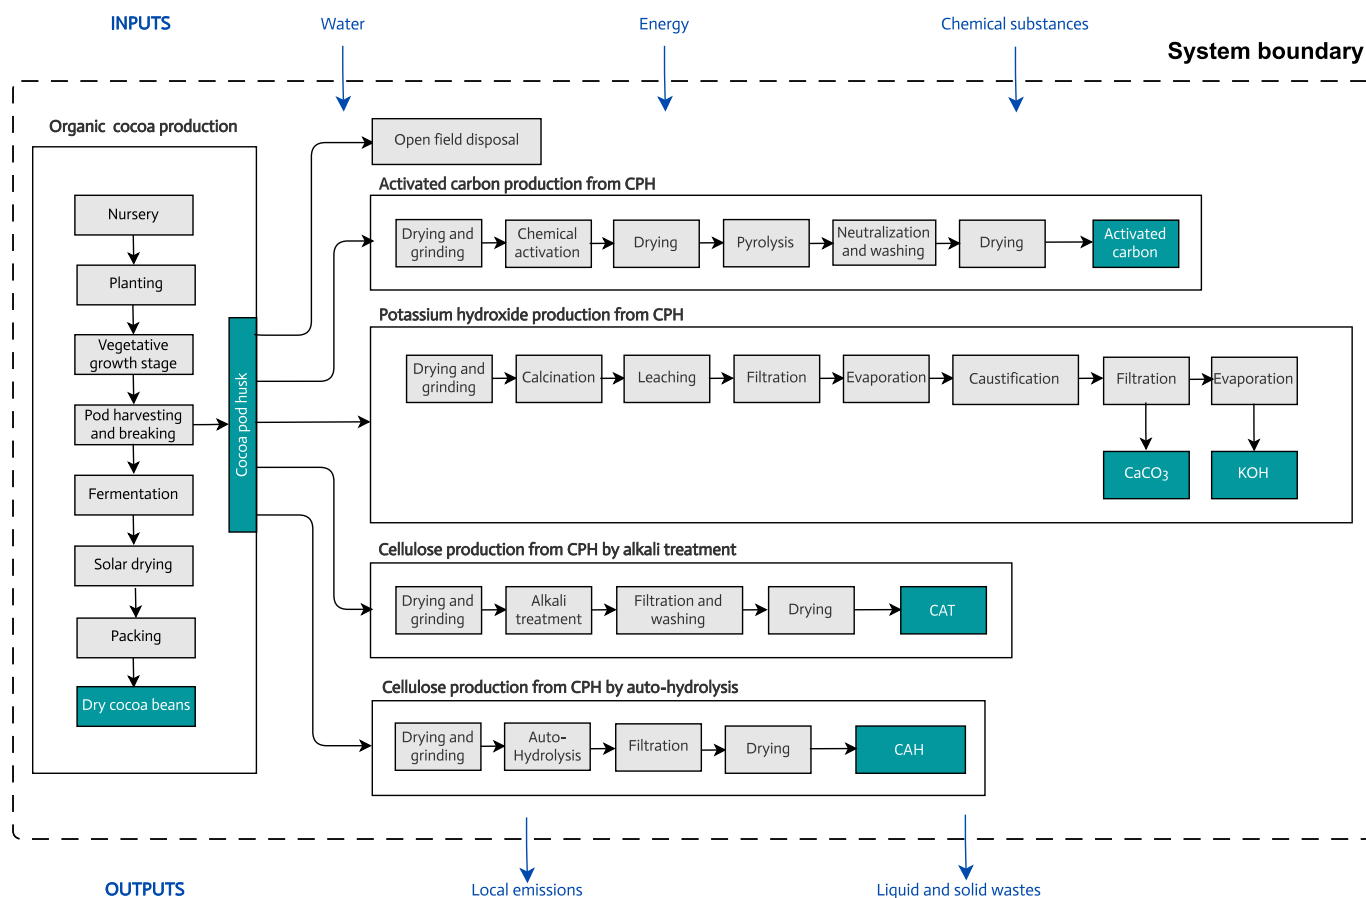 INPUTS
Water
Energy
Chemical substances
System boundary
Organic cocoa production
Nursery
Planting
Vegetative
growth stage
Pod harvesting
and breaking
Fermentation
Solar drying
Packing
Dry cocoa beans
Cocoa pod husk
Open field disposal
Activated carbon production from CPH
Drying and
grinding
Chemical
activation
Drying
Pyrolysis
Neutralization
and washing
Drying
Activated
carbon
Potassium hydroxide production from CPH
Drying and
grinding
Calcination
Leaching
Filtration
Evaporation
Caustification
Filtration
Evaporation
CaCO3
KOH
Cellulose production from CPH by alkali treatment
Drying and
grinding
Alkali
treatment
Filtration and
washing
Drying
CAT
Cellulose production from CPH by auto-hydrolysis
Drying and
grinding
Auto-
Hydrolysis
Filtration
Drying
CAH
OUTPUTS
Local emissions
Liquid and solid wastes